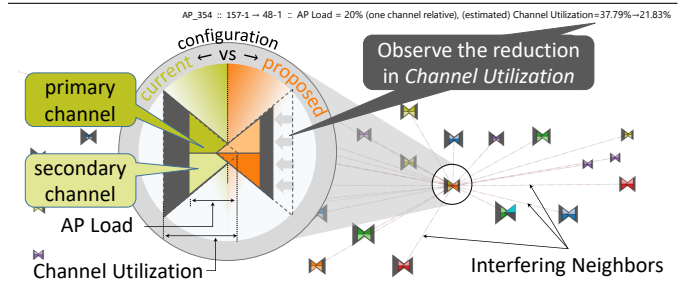 AP_354 :: 157-1 → 48-1 :: AP Load = 20% (one channel relative), (estimated) Channel Utilization=37.79%→21.83%
configuration
current ← vs → proposed
Observe the reduction
in Channel Utilization
primary
channel
secondary
channel
AP Load
Channel Utilization
Interfering Neighbors